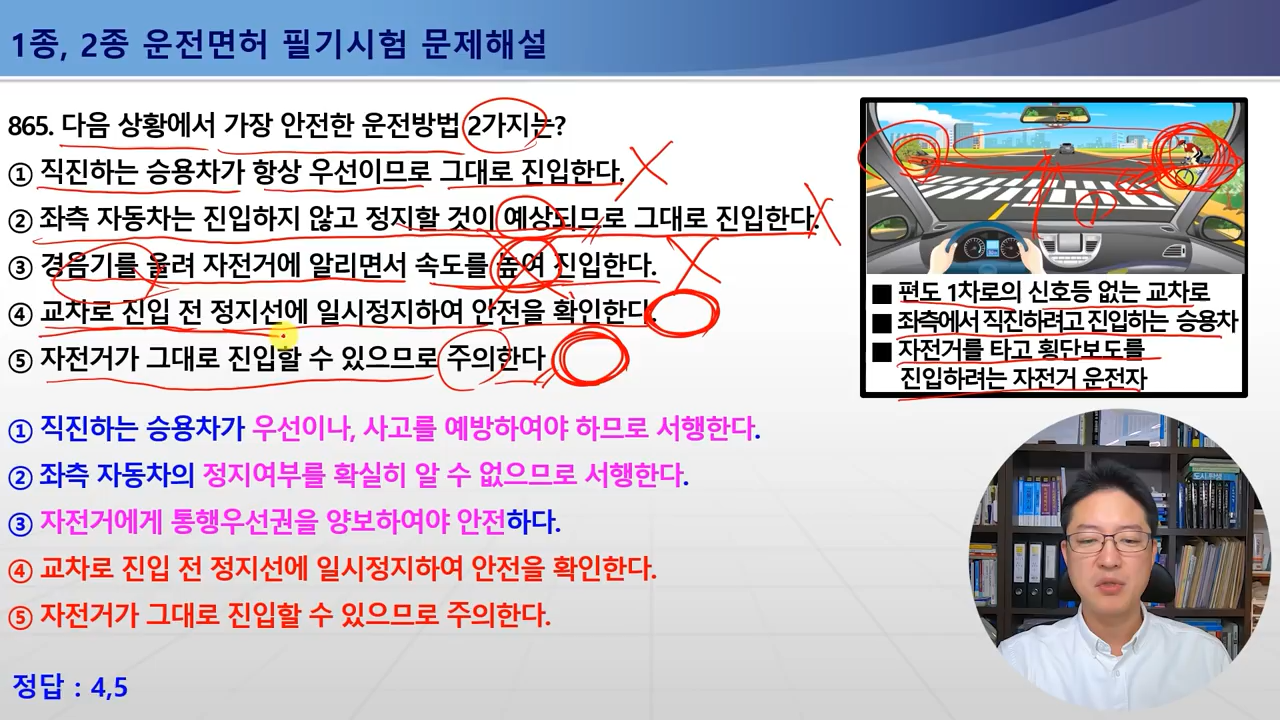 1종, 2종 운전면허 필기시험 문제해설
865. 다음 상황에서 가장 안전한 운전방법 2가지는?
① 직진하는 승용차가 항상 우선이므로 그대로 진입한다.
② 좌측 자동차는 진입하지 않고 정지할 것이 예상되므로 그대로 진입한다.
③ 경음기를 울려 자전거에 알리면서 속도를 높여 진입한다.
④ 교차로 진입 전 정지선에 일시정지하여 안전을 확인한다.
⑤ 자전거가 그대로 진입할 수 있으므로 주의한다
■ 편도 1차로의 신호등 없는 교차로
■ 좌측에서 직진하려고 진입하는 승용차
■ 자전거를 타고 횡단보도를
진입하려는 자전거 운전자
① 직진하는 승용차가 우선이나, 사고를 예방하여야 하므로 서행한다.
② 좌측 자동차의 정지여부를 확실히 알 수 없으므로 서행한다.
③ 자전거에게 통행우선권을 양보하여야 안전하다.
④ 교차로 진입 전 정지선에 일시정지하여 안전을 확인한다.
⑤ 자전거가 그대로 진입할 수 있으므로 주의한다.
정답 : 4,5